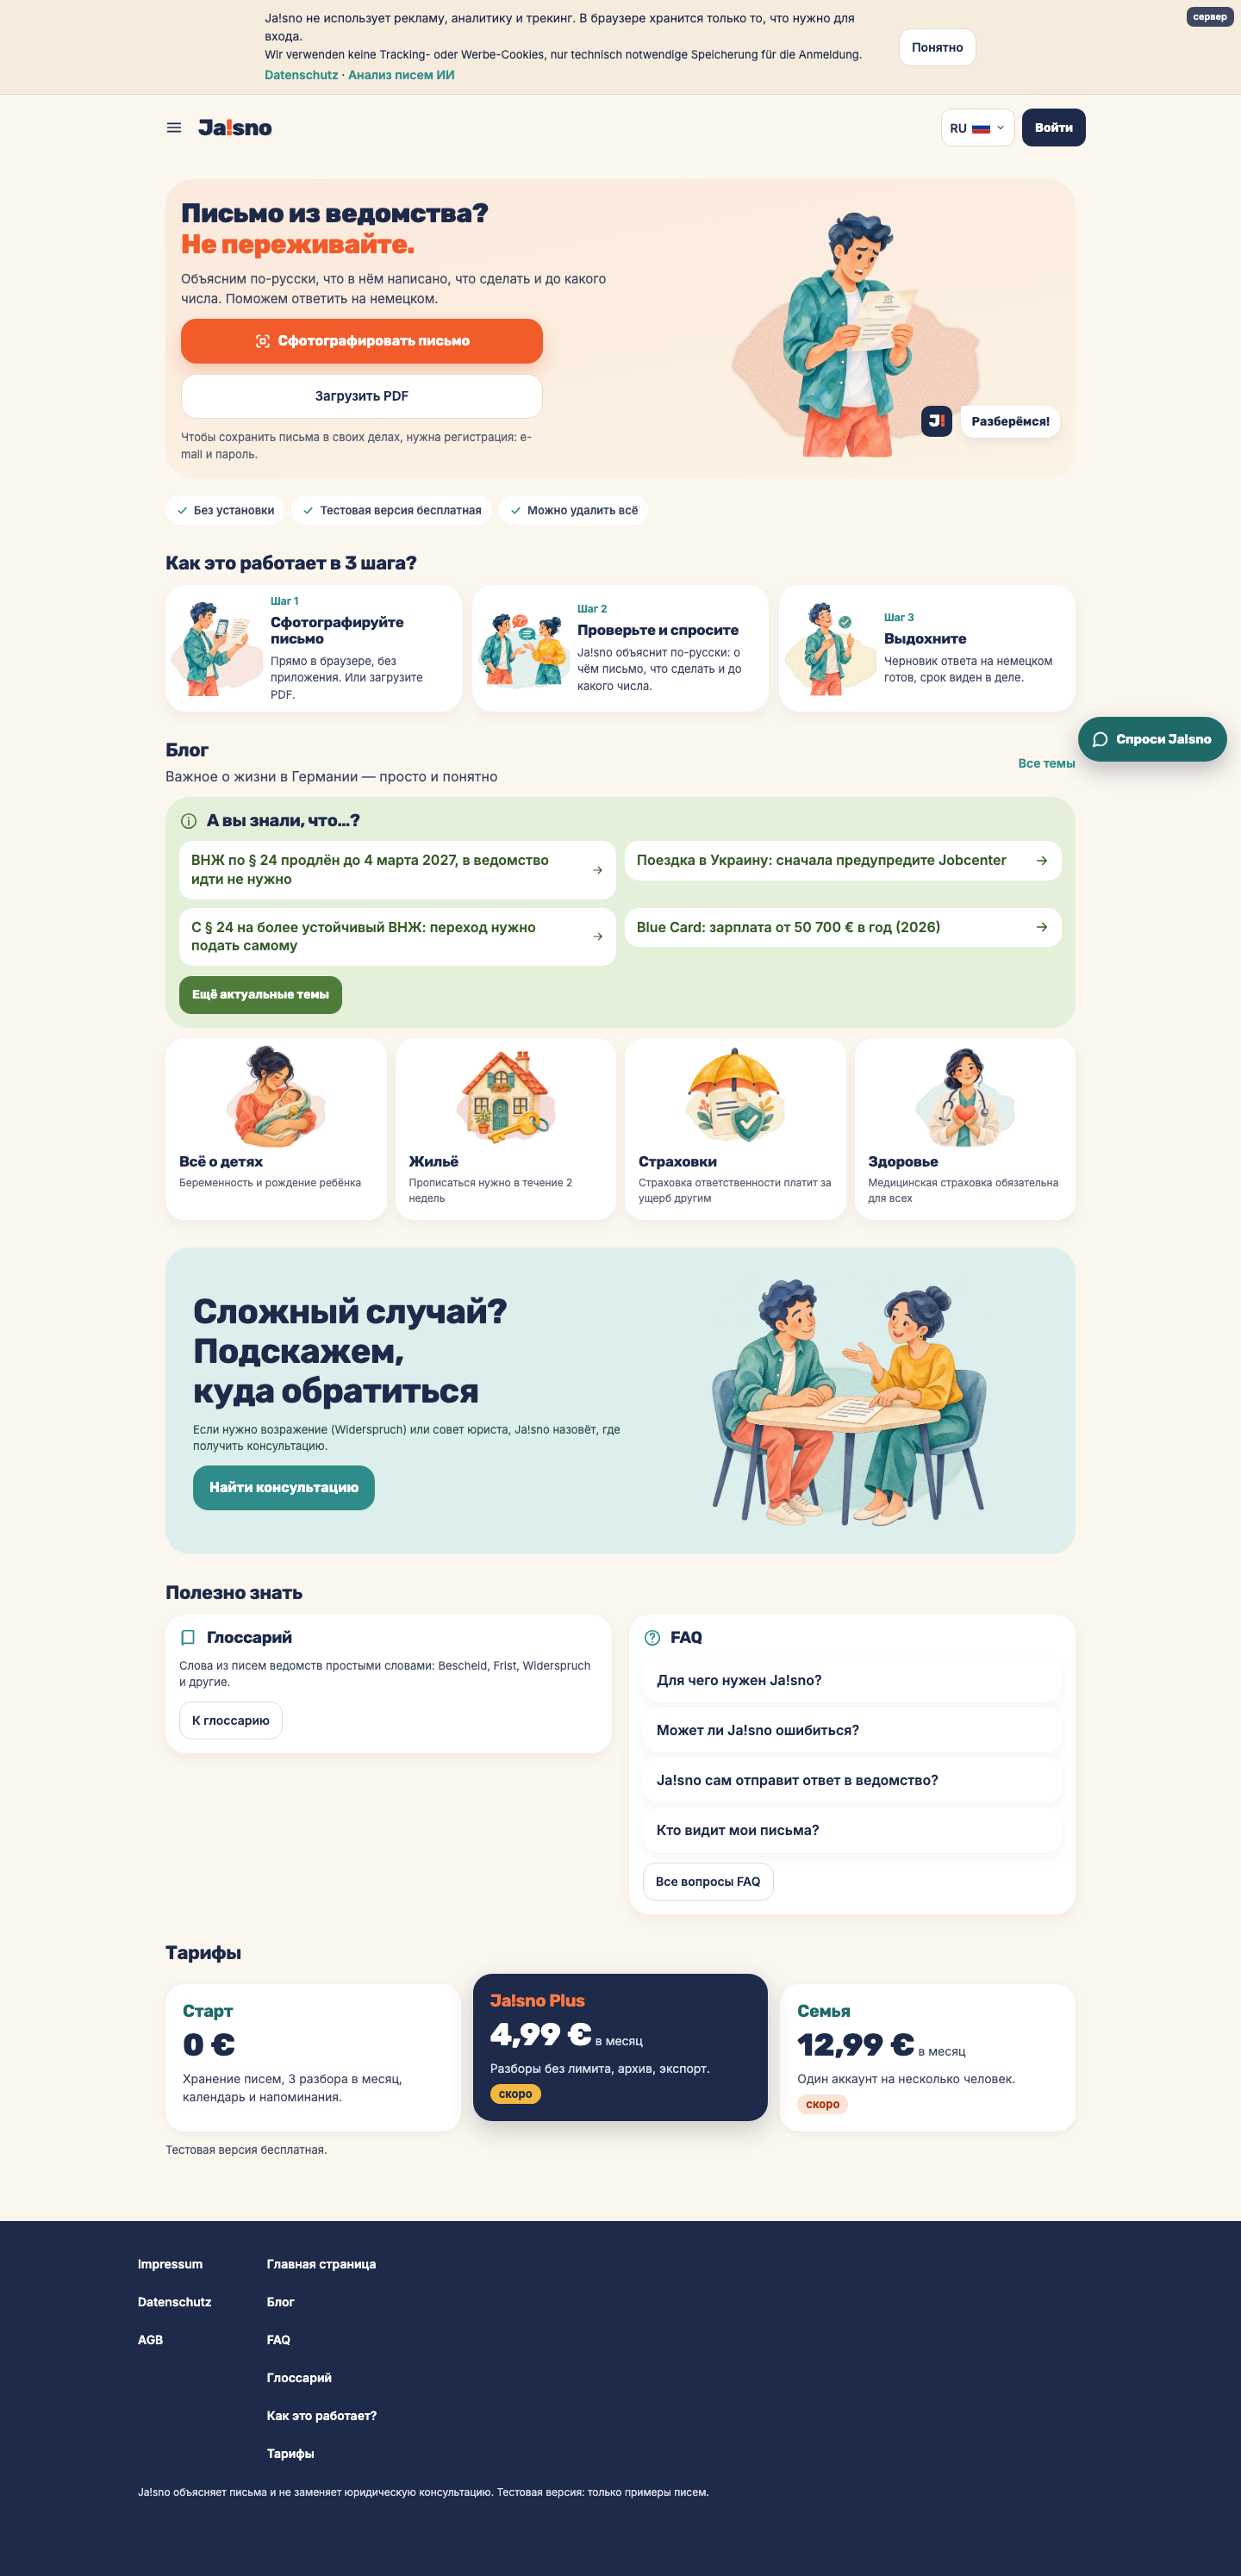 Ja!sno не использует рекламу, аналитику и трекинг. В браузере хранится только то, что нужно для
входа.
Wir verwenden keine Tracking- oder Werbe-Cookies, nur technisch notwendige Speicherung für die Anmeldung.
Datenschutz · Анализ писем ИИ
Понятно
сервер
Ja!sno
RU
Войти
Письмо из ведомства?
Не переживайте.
Объясним по-русски, что в нём написано, что сделать и до какого
числа. Поможем ответить на немецком.
Сфотографировать письмо
Загрузить PDF
Чтобы сохранить письма в своих делах, нужна регистрация: e-
mail и пароль.
J!
Разберёмся!
Без установки
Тестовая версия бесплатная
Можно удалить всё
Как это работает в 3 шага?
Шаг 1
Сфотографируйте
письмо
Прямо в браузере, без
приложения. Или загрузите
PDF.
Шаг 2
Проверьте и спросите
Ja!sno объяснит по-русски: о
чём письмо, что сделать и до
какого числа.
Шаг 3
Выдохните
Черновик ответа на немецком
готов, срок виден в деле.
Спроси Ja!sno
Блог
Важное о жизни в Германии — просто и понятно
Все темы
А вы знали, что…?
ВНЖ по § 24 продлён до 4 марта 2027, в ведомство
идти не нужно
Поездка в Украину: сначала предупредите Jobcenter
С § 24 на более устойчивый ВНЖ: переход нужно
подать самому
Blue Card: зарплата от 50 700 € в год (2026)
Ещё актуальные темы
Всё о детях
Беременность и рождение ребёнка
Жильё
Прописаться нужно в течение 2
недель
Страховки
Страховка ответственности платит за
ущерб другим
Здоровье
Медицинская страховка обязательна
для всех
Сложный случай?
Подскажем,
куда обратиться
Если нужно возражение (Widerspruch) или совет юриста, Ja!sno назовёт, где
получить консультацию.
Найти консультацию
Полезно знать
Глоссарий
Слова из писем ведомств простыми словами: Bescheid, Frist, Widerspruch
и другие.
К глоссарию
FAQ
Для чего нужен Ja!sno?
Может ли Ja!sno ошибиться?
Ja!sno сам отправит ответ в ведомство?
Кто видит мои письма?
Все вопросы FAQ
Тарифы
Старт
0 €
Хранение писем, 3 разбора в месяц,
календарь и напоминания.
Ja!sno Plus
4,99 € в месяц
Разборы без лимита, архив, экспорт.
скоро
Семья
12,99 € в месяц
Один аккаунт на несколько человек.
скоро
Тестовая версия бесплатная.
Impressum
Datenschutz
AGB
Главная страница
Блог
FAQ
Глоссарий
Как это работает?
Тарифы
Ja!sno объясняет письма и не заменяет юридическую консультацию. Тестовая версия: только примеры писем.